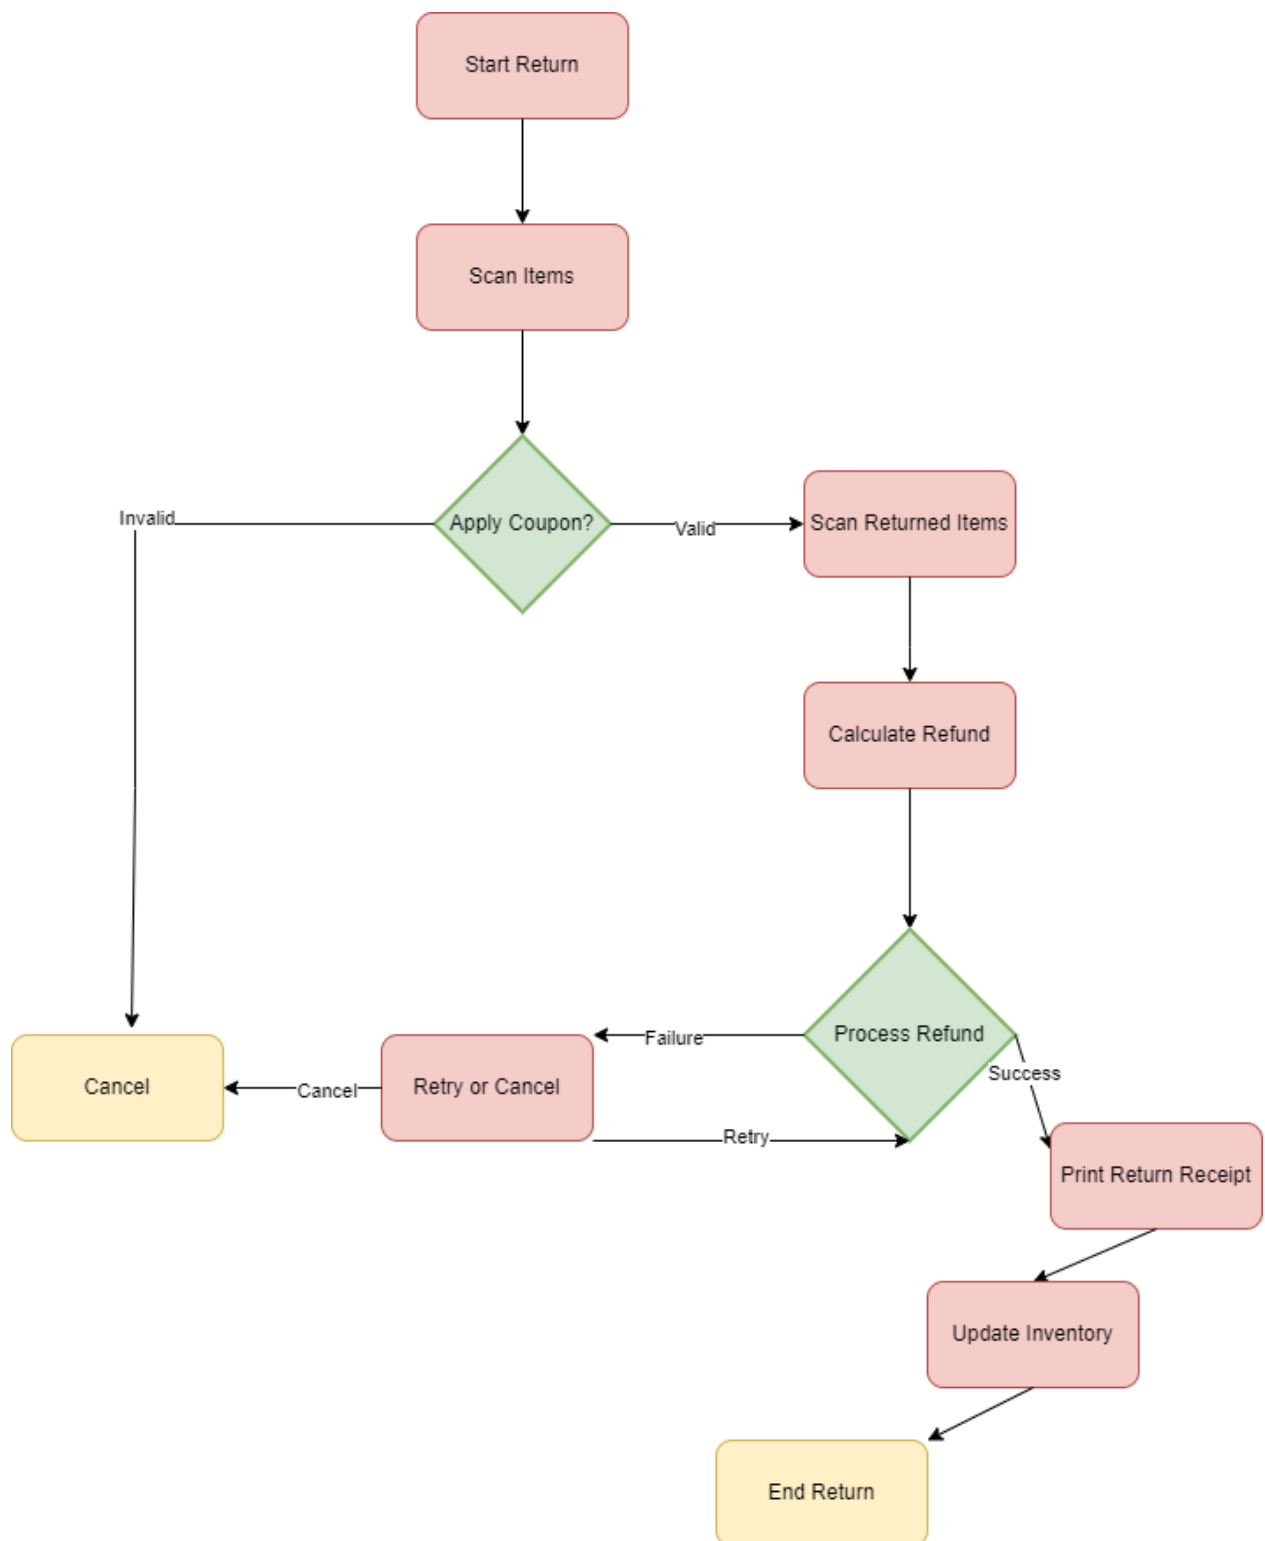 Start Return
Scan Items
Apply Coupon?
Invalid
Valid
Scan Returned Items
Calculate Refund
Process Refund
Failure
Success
Retry or Cancel
Cancel
Cancel
Retry
Print Return Receipt
Update Inventory
End Return